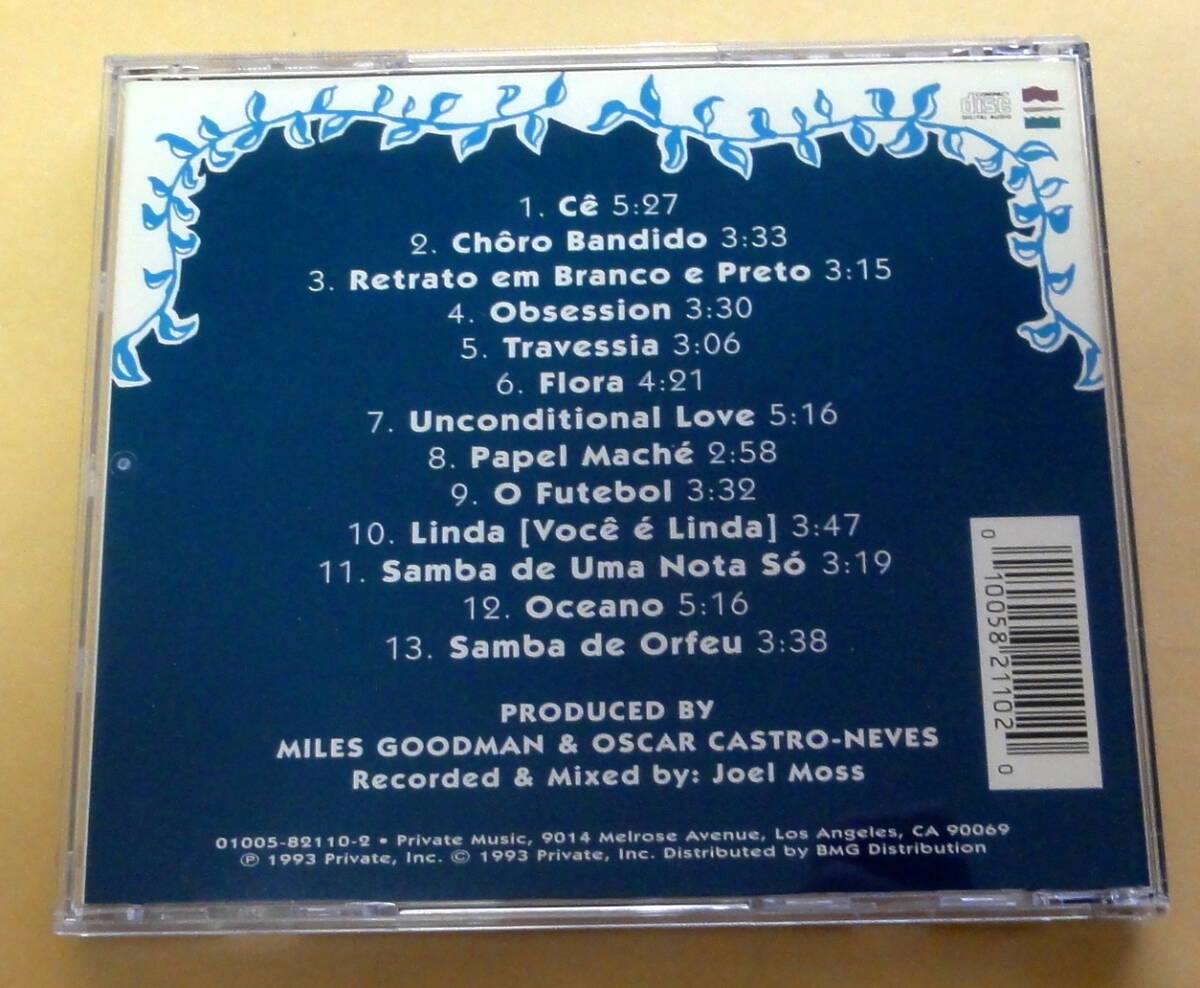 COMPACT
disc
DIGITAL AUDIO
1. Cê 5:27
2. Chôro Bandido 3:33
3. Retrato em Branco e Preto 3:15
4. Obsession 3:30
5. Travessia 3:06
6. Flora 4:21
7. Unconditional Love 5:16
8. Papel Maché 2:58
9. O Futebol 3:32
10. Linda [Você é Linda] 3:47
11. Samba de Uma Nota Só 3:19
12. Oceano 5:16
13. Samba de Orfeu 3:38
PRODUCED BY
MILES GOODMAN & OSCAR CASTRO-NEVES
Recorded & Mixed by: Joel Moss
01005-82110-2 • Private Music, 9014 Melrose Avenue, Los Angeles, CA 90069
℗ 1993 Private, Inc. © 1993 Private, Inc. Distributed by BMG Distribution
0 10058 21102 0